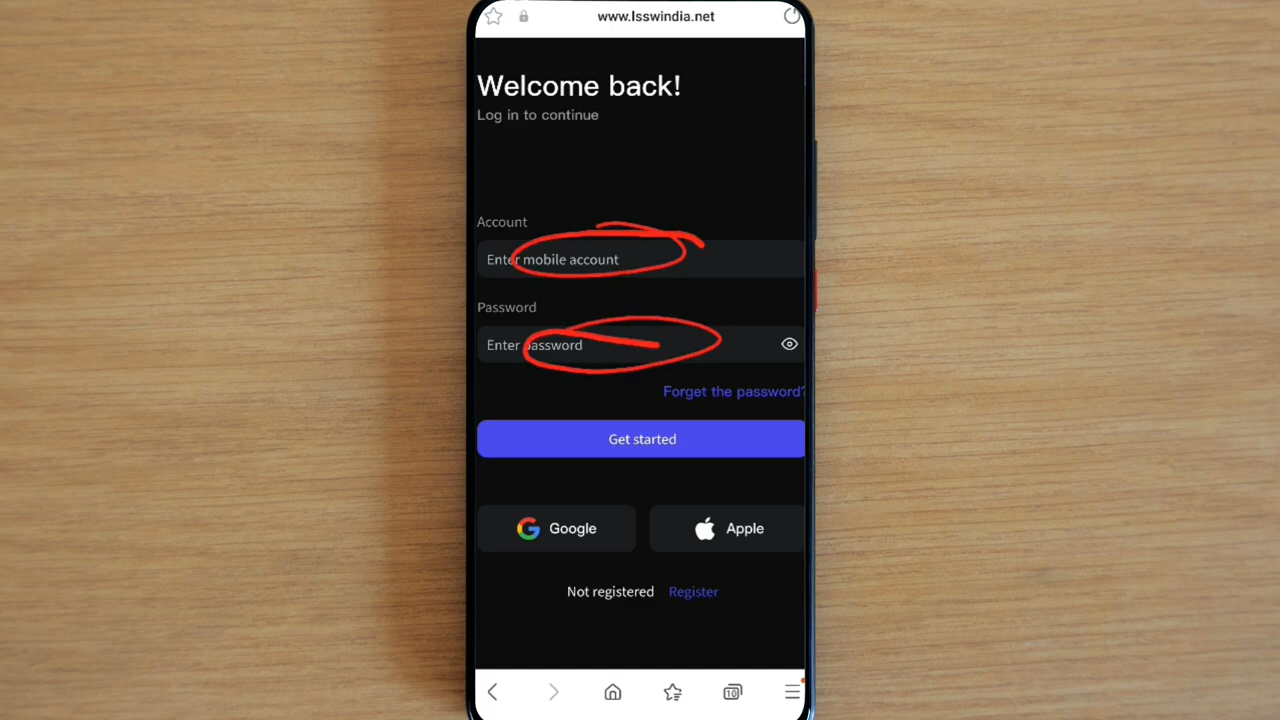 www.lsswindia.net
Welcome back!
Log in to continue
Account
Enter mobile account
Password
Enter password
Forget the password?
Get started
Google
Apple
Not registered Register
10